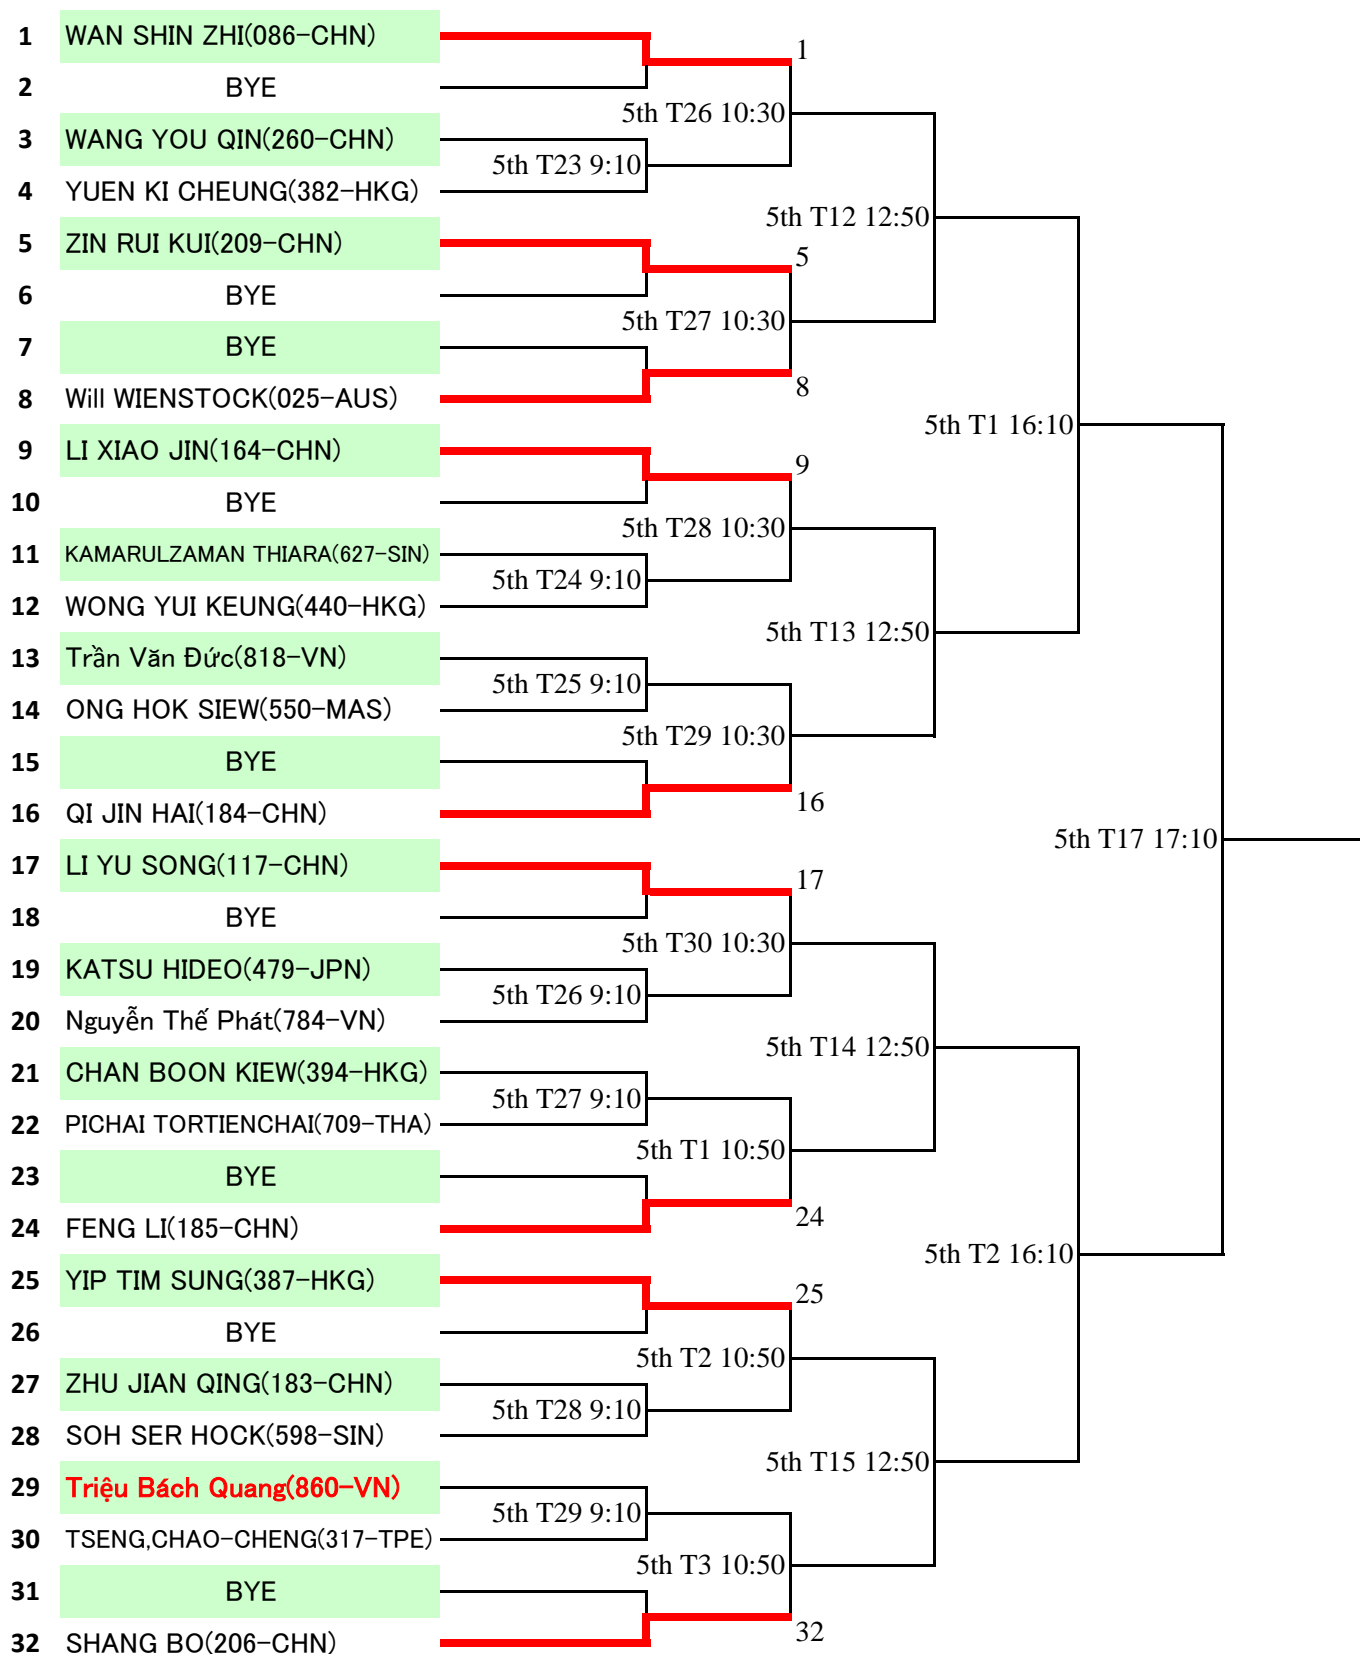 1 WAN SHIN ZHI(086-CHN)
1
2 BYE
5th T26 10:30
3 WANG YOU QIN(260-CHN)
5th T23 9:10
4 YUEN KI CHEUNG(382-HKG)
5th T12 12:50
5 ZIN RUI KUI(209-CHN)
5
6 BYE
5th T27 10:30
7 BYE
8
8 Will WIENSTOCK(025-AUS)
5th T1 16:10
9 LI XIAO JIN(164-CHN)
9
10 BYE
5th T28 10:30
11 KAMARULZAMAN THIARA(627-SIN)
5th T24 9:10
12 WONG YUI KEUNG(440-HKG)
5th T13 12:50
13 Trần Văn Đức(818-VN)
5th T25 9:10
14 ONG HOK SIEW(550-MAS)
5th T29 10:30
15 BYE
16
16 QI JIN HAI(184-CHN)
5th T17 17:10
17 LI YU SONG(117-CHN)
17
18 BYE
5th T30 10:30
19 KATSU HIDEO(479-JPN)
5th T26 9:10
20 Nguyễn Thế Phát(784-VN)
5th T14 12:50
21 CHAN BOON KIEW(394-HKG)
5th T27 9:10
22 PICHAI TORTIENCHAI(709-THA)
5th T1 10:50
23 BYE
24
24 FENG LI(185-CHN)
5th T2 16:10
25 YIP TIM SUNG(387-HKG)
25
26 BYE
5th T2 10:50
27 ZHU JIAN QING(183-CHN)
5th T28 9:10
28 SOH SER HOCK(598-SIN)
5th T15 12:50
29 Triệu Bách Quang(860-VN)
5th T29 9:10
30 TSENG,CHAO-CHENG(317-TPE)
5th T3 10:50
31 BYE
32
32 SHANG BO(206-CHN)